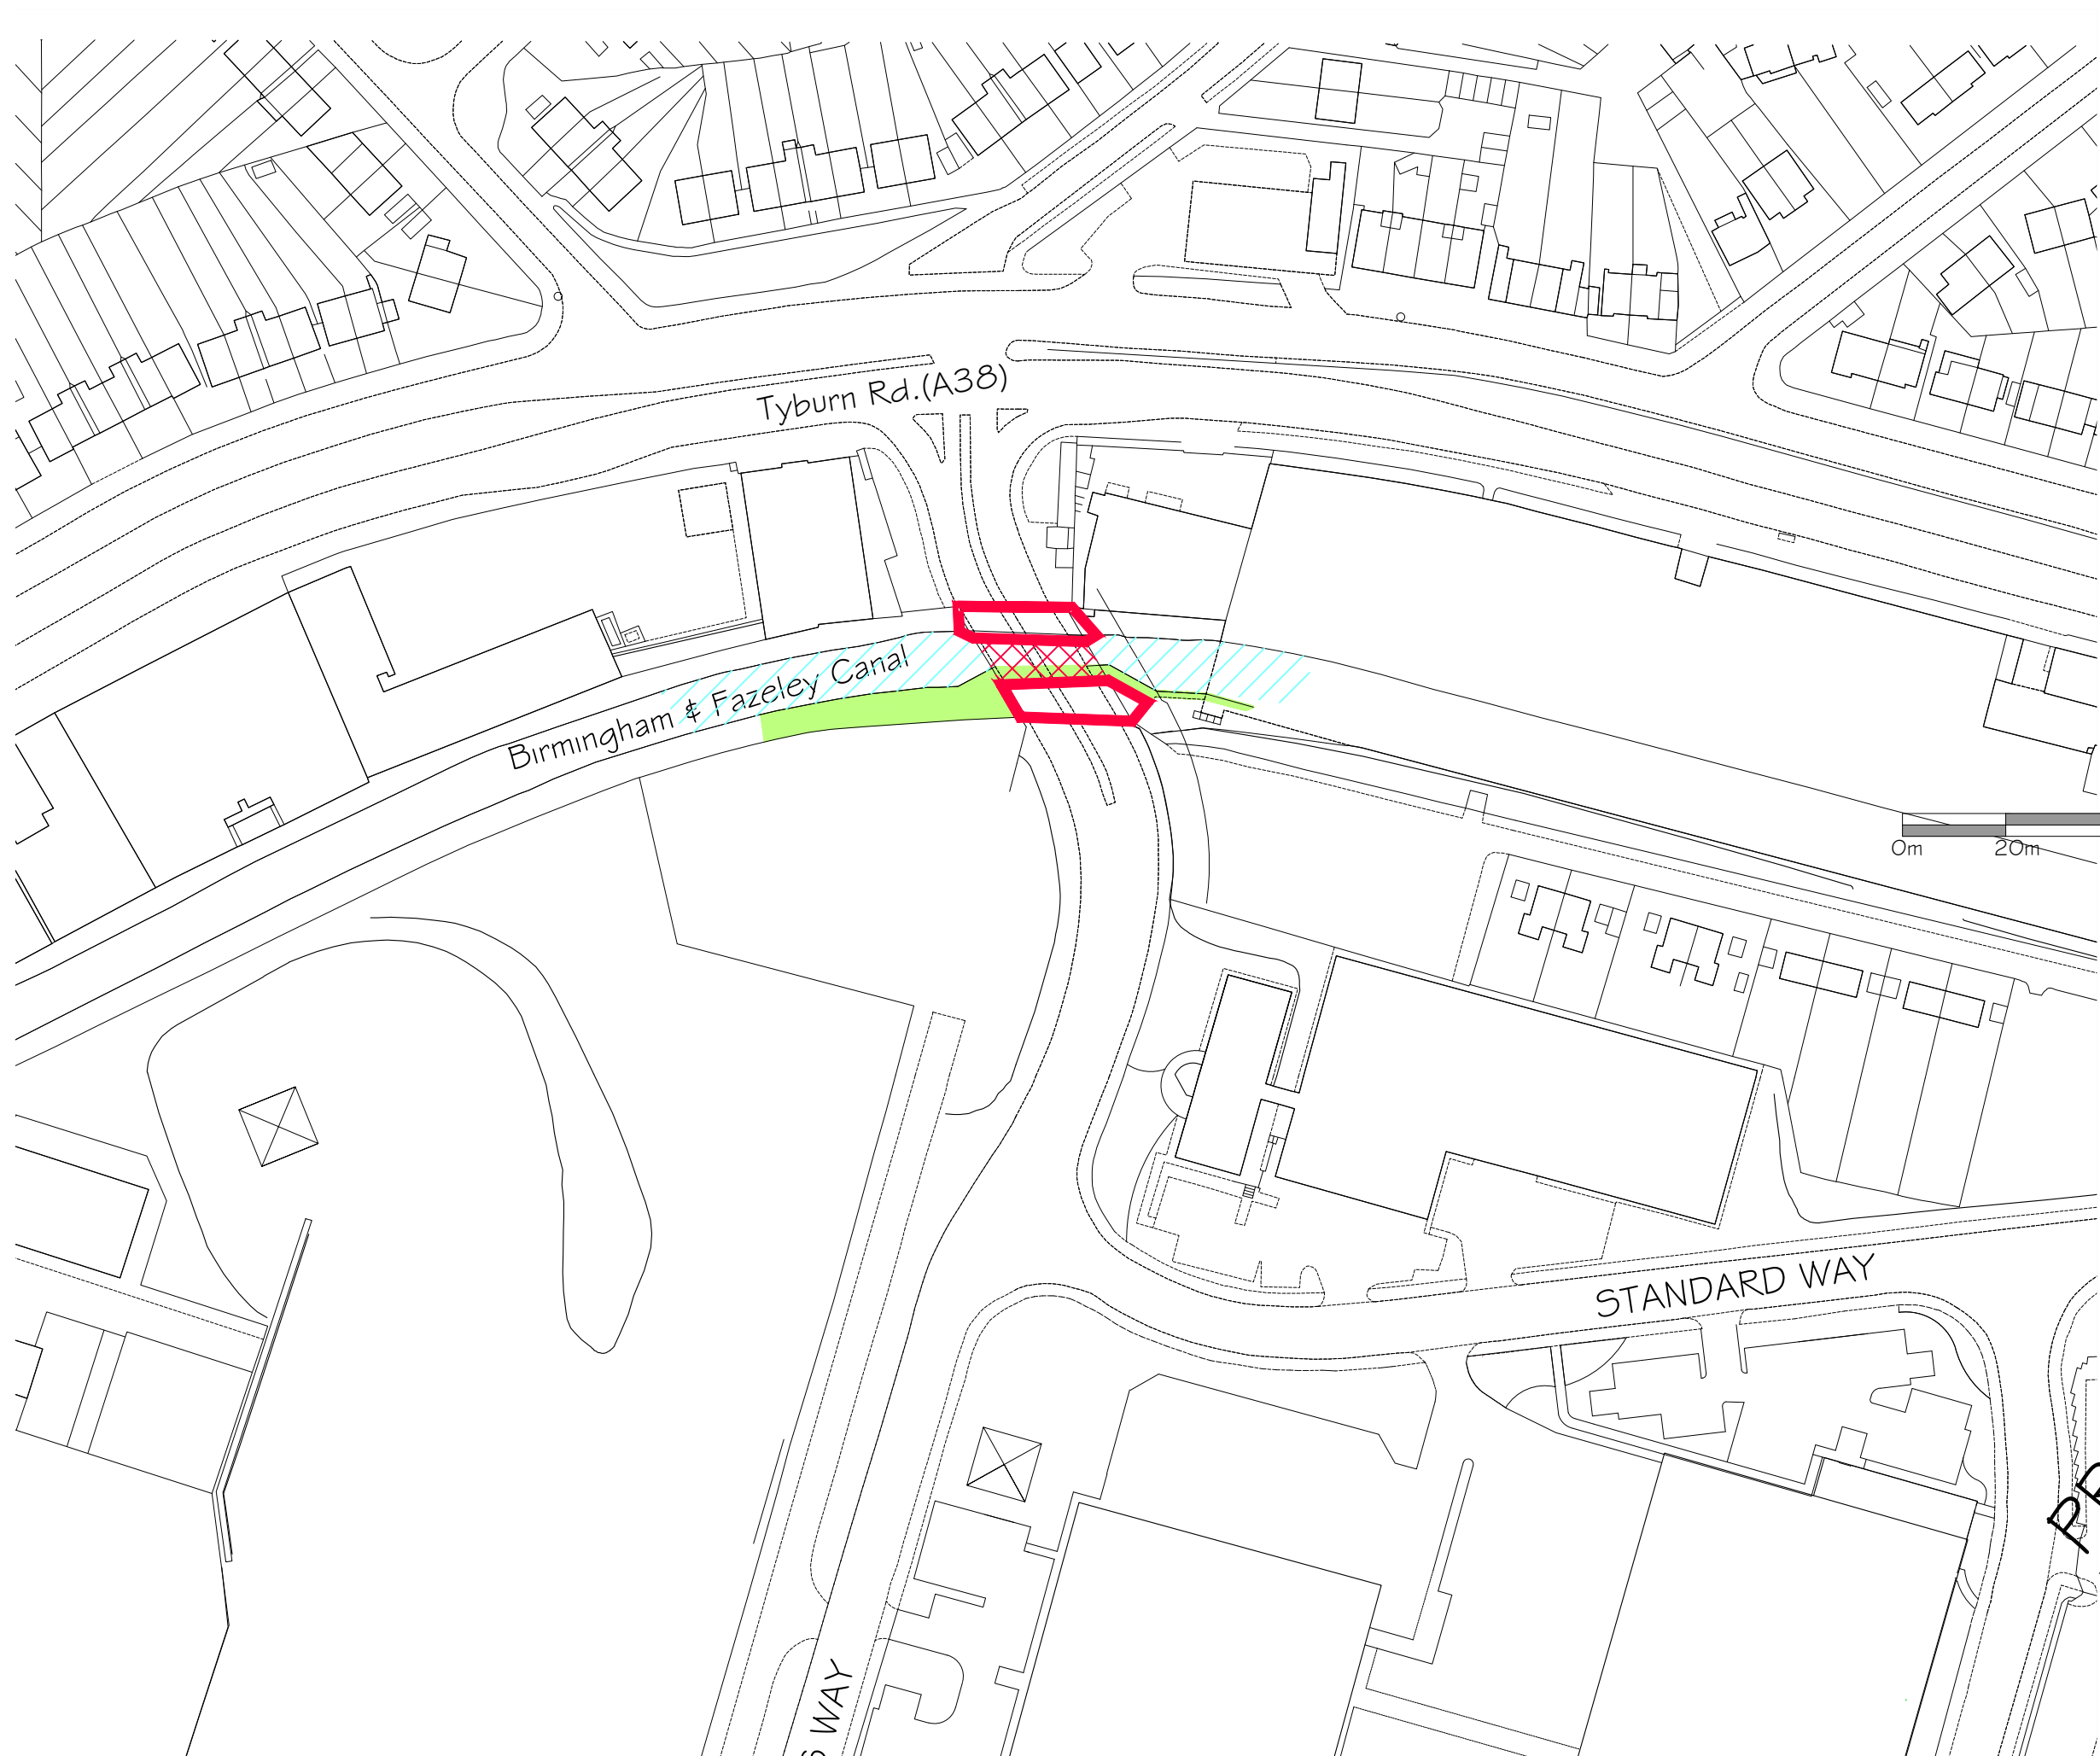 Tyburn Rd.(A38)
Birmingham & Fazeley Canal
0m 20m
STANDARD WAY
WAY